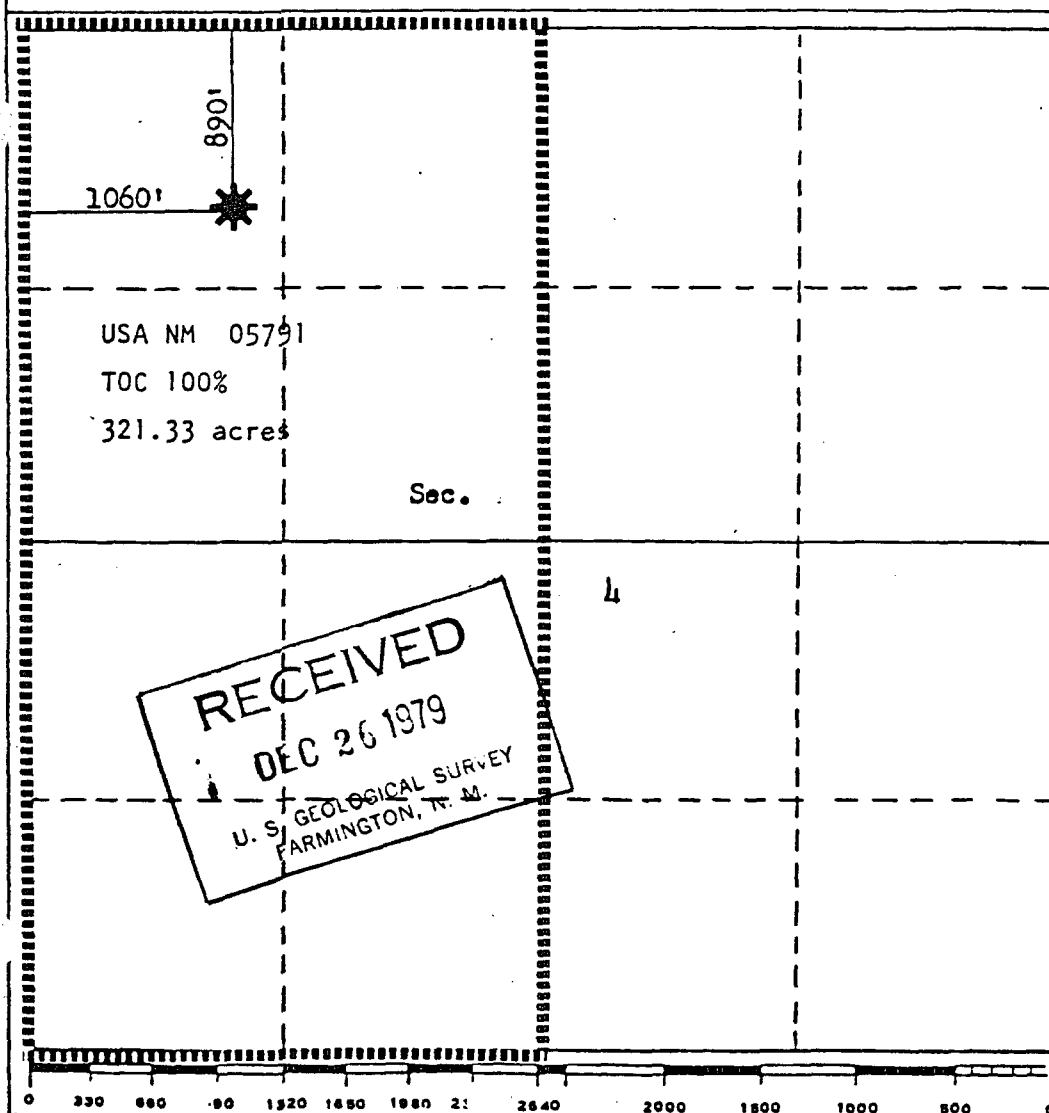 890'
1060'
USA NM 05791
TOC 100%
321.33 acres
Sec.
4
RECEIVED
DEC 26 1979
U. S. GEOLOGICAL SURVEY
FARMINGTON, N. M.
0 330 660 1320 1650 1980 2640 2000 1500 1000 500